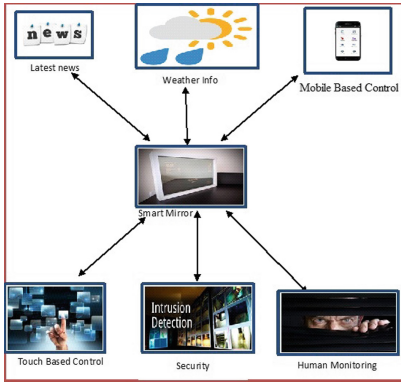 news
Latest news
Weather Info
Mobile Based Control
Smart Mirror
Intrusion
Detection
Touch Based Control
Security
Human Monitoring